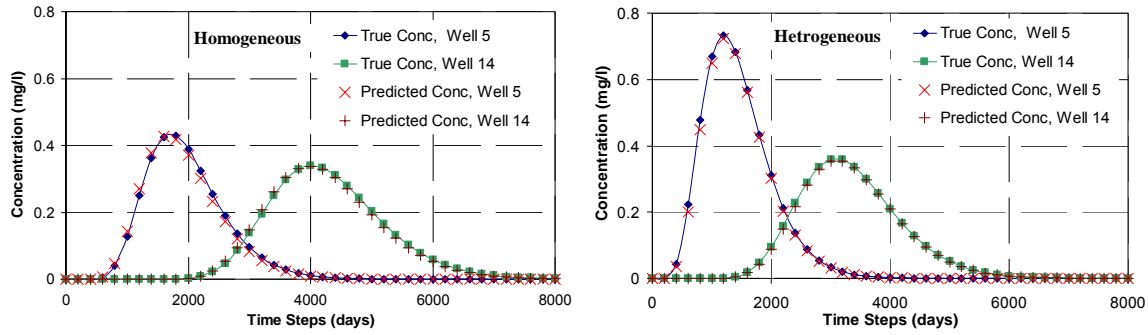 Homogeneous
True Conc, Well 5
True Conc, Well 14
Predicted Conc, Well 5
Predicted Conc, Well 14
Concentration (mg/l)
0.8
0.6
0.4
0.2
0
0 2000 4000 6000 8000
Time Steps (days)
Hetrogeneous
True Conc, Well 5
True Conc, Well 14
Predicted Conc, Well 5
Predicted Conc, Well 14
Concentration (mg/l)
0.8
0.6
0.4
0.2
0
0 2000 4000 6000 8000
Time Steps (days)